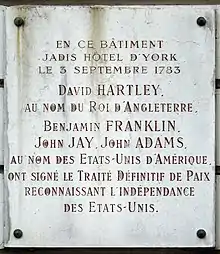 EN CE BÂTIMENT
JADIS HÔTEL D'YORK
LE 3 SEPTEMBRE 1783
DAVID HARTLEY,
AU NOM DU ROI D'ANGLETERRE,
BENJAMIN FRANKLIN,
JOHN JAY, JOHN ADAMS,
AU NOM DES ETATS-UNIS D'AMÉRIQUE,
ONT SIGNÉ LE TRAITÉ DÉFINITIF DE PAIX
RECONNAISSANT L'INDÉPENDANCE
DES ETATS-UNIS.